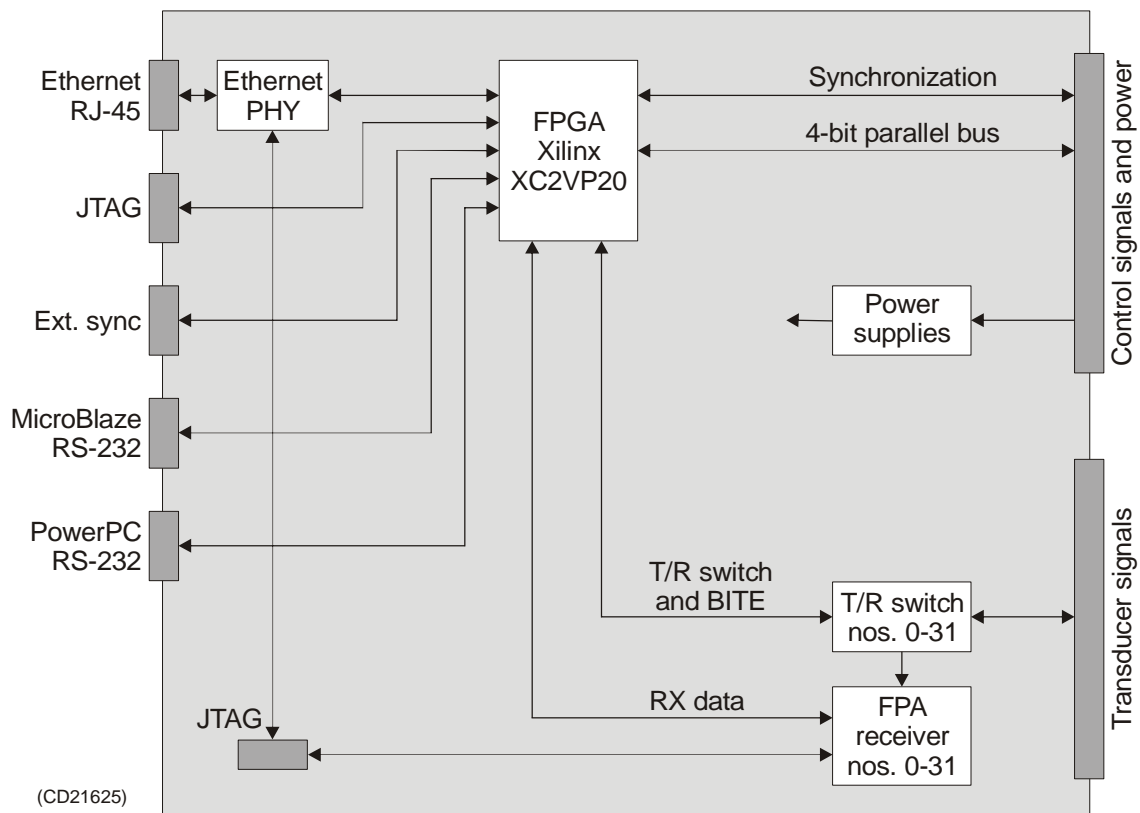 Ethernet
RJ-45
Ethernet
PHY
FPGA
Xilinx
XC2VP20
Synchronization
4-bit parallel bus
Control signals and power
JTAG
Ext. sync
Power
supplies
MicroBlaze
RS-232
PowerPC
RS-232
T/R switch
and BITE
T/R switch
nos. 0-31
Transducer signals
RX data
FPA
receiver
nos. 0-31
JTAG
(CD21625)